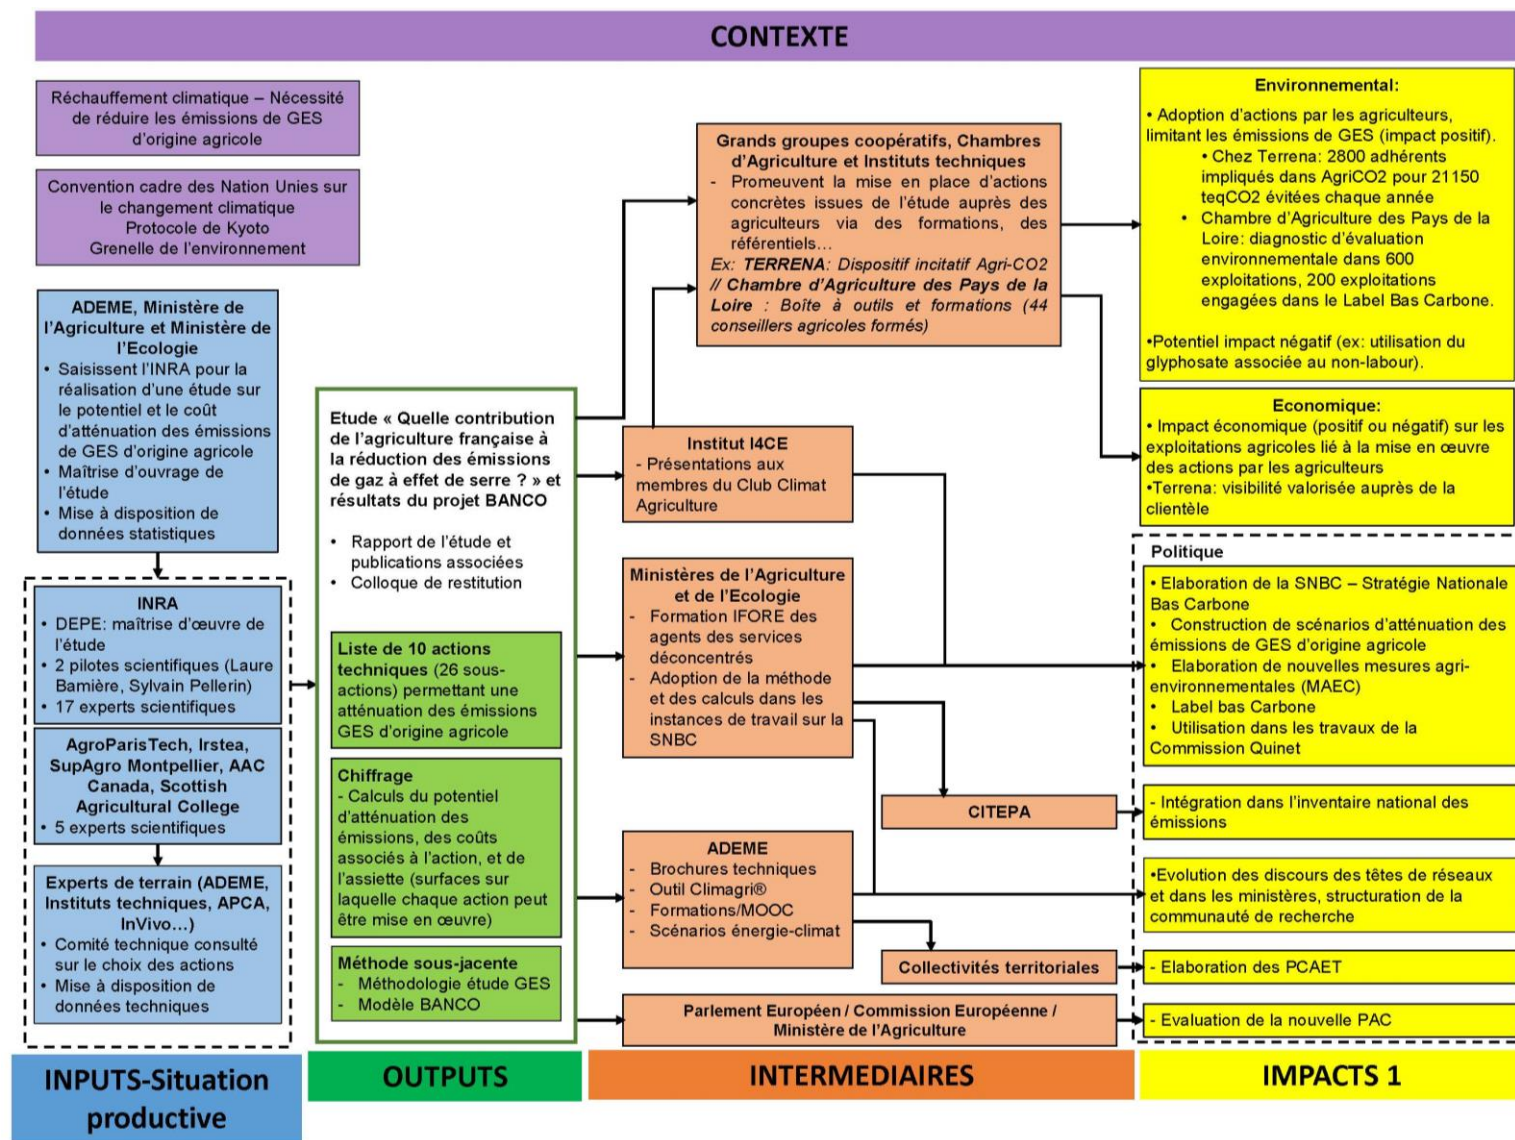 CONTEXTE
Réchauffement climatique – Nécessité
de réduire les émissions de GES
d'origine agricole
Convention cadre des Nation Unies sur
le changement climatique
Protocole de Kyoto
Grenelle de l'environnement
ADEME, Ministère de
l'Agriculture et Ministère de
l'Ecologie
• Saisissent l'INRA pour la
réalisation d'une étude sur
le potentiel et le coût
d'atténuation des émissions
de GES d'origine agricole
• Maîtrise d'ouvrage de
l'étude
• Mise à disposition de
données statistiques
INRA
• DEPE: maîtrise d'œuvre de
l'étude
• 2 pilotes scientifiques (Laure
Bamière, Sylvain Pellerin)
• 17 experts scientifiques
AgroParisTech, Irstea,
SupAgro Montpellier, AAC
Canada, Scottish
Agricultural College
• 5 experts scientifiques
Experts de terrain (ADEME,
Instituts techniques, APCA,
InVivo…)
• Comité technique consulté
sur le choix des actions
• Mise à disposition de
données techniques
INPUTS-Situation
productive
Etude « Quelle contribution
de l'agriculture française à
la réduction des émissions
de gaz à effet de serre ? » et
résultats du projet BANCO
• Rapport de l'étude et
publications associées
• Colloque de restitution
Liste de 10 actions
techniques (26 sous-
actions) permettant une
atténuation des émissions
GES d'origine agricole
Chiffrage
- Calculs du potentiel
d'atténuation des
émissions, des coûts
associés à l'action, et de
l'assiette (surfaces sur
laquelle chaque action peut
être mise en œuvre)
Méthode sous-jacente
- Méthodologie étude GES
- Modèle BANCO
OUTPUTS
Grands groupes coopératifs, Chambres
d'Agriculture et Instituts techniques
- Promeuvent la mise en place d'actions
concrètes issues de l'étude auprès des
agriculteurs via des formations, des
référentiels…
Ex: TERRENA: Dispositif incitatif Agri-CO2
// Chambre d'Agriculture des Pays de la
Loire : Boîte à outils et formations (44
conseillers agricoles formés)
Institut I4CE
- Présentations aux
membres du Club Climat
Agriculture
Ministères de l'Agriculture
et de l'Ecologie
- Formation IFORE des
agents des services
déconcentrés
- Adoption de la méthode
et des calculs dans les
instances de travail sur la
SNBC
CITEPA
ADEME
- Brochures techniques
- Outil Climagri®
- Formations/MOOC
- Scénarios énergie-climat
Collectivités territoriales
Parlement Européen / Commission Européenne /
Ministère de l'Agriculture
INTERMEDIAIRES
Environnemental:
• Adoption d'actions par les agriculteurs,
limitant les émissions de GES (impact positif).
• Chez Terrena: 2800 adhérents
impliqués dans AgriCO2 pour 21150
teqCO2 évitées chaque année
• Chambre d'Agriculture des Pays de la
Loire: diagnostic d'évaluation
environnementale dans 600
exploitations, 200 exploitations
engagées dans le Label Bas Carbone.
•Potentiel impact négatif (ex: utilisation du
glyphosate associée au non-labour).
Economique:
• Impact économique (positif ou négatif) sur les
exploitations agricoles lié à la mise en œuvre
des actions par les agriculteurs
•Terrena: visibilité valorisée auprès de la
clientèle
Politique
• Elaboration de la SNBC – Stratégie Nationale
Bas Carbone
• Construction de scénarios d'atténuation des
émissions de GES d'origine agricole
• Elaboration de nouvelles mesures agri-
environnementales (MAEC)
• Label bas Carbone
• Utilisation dans les travaux de la
Commission Quinet
- Intégration dans l'inventaire national des
émissions
•Evolution des discours des têtes de réseaux
et dans les ministères, structuration de la
communauté de recherche
- Elaboration des PCAET
- Evaluation de la nouvelle PAC
IMPACTS 1